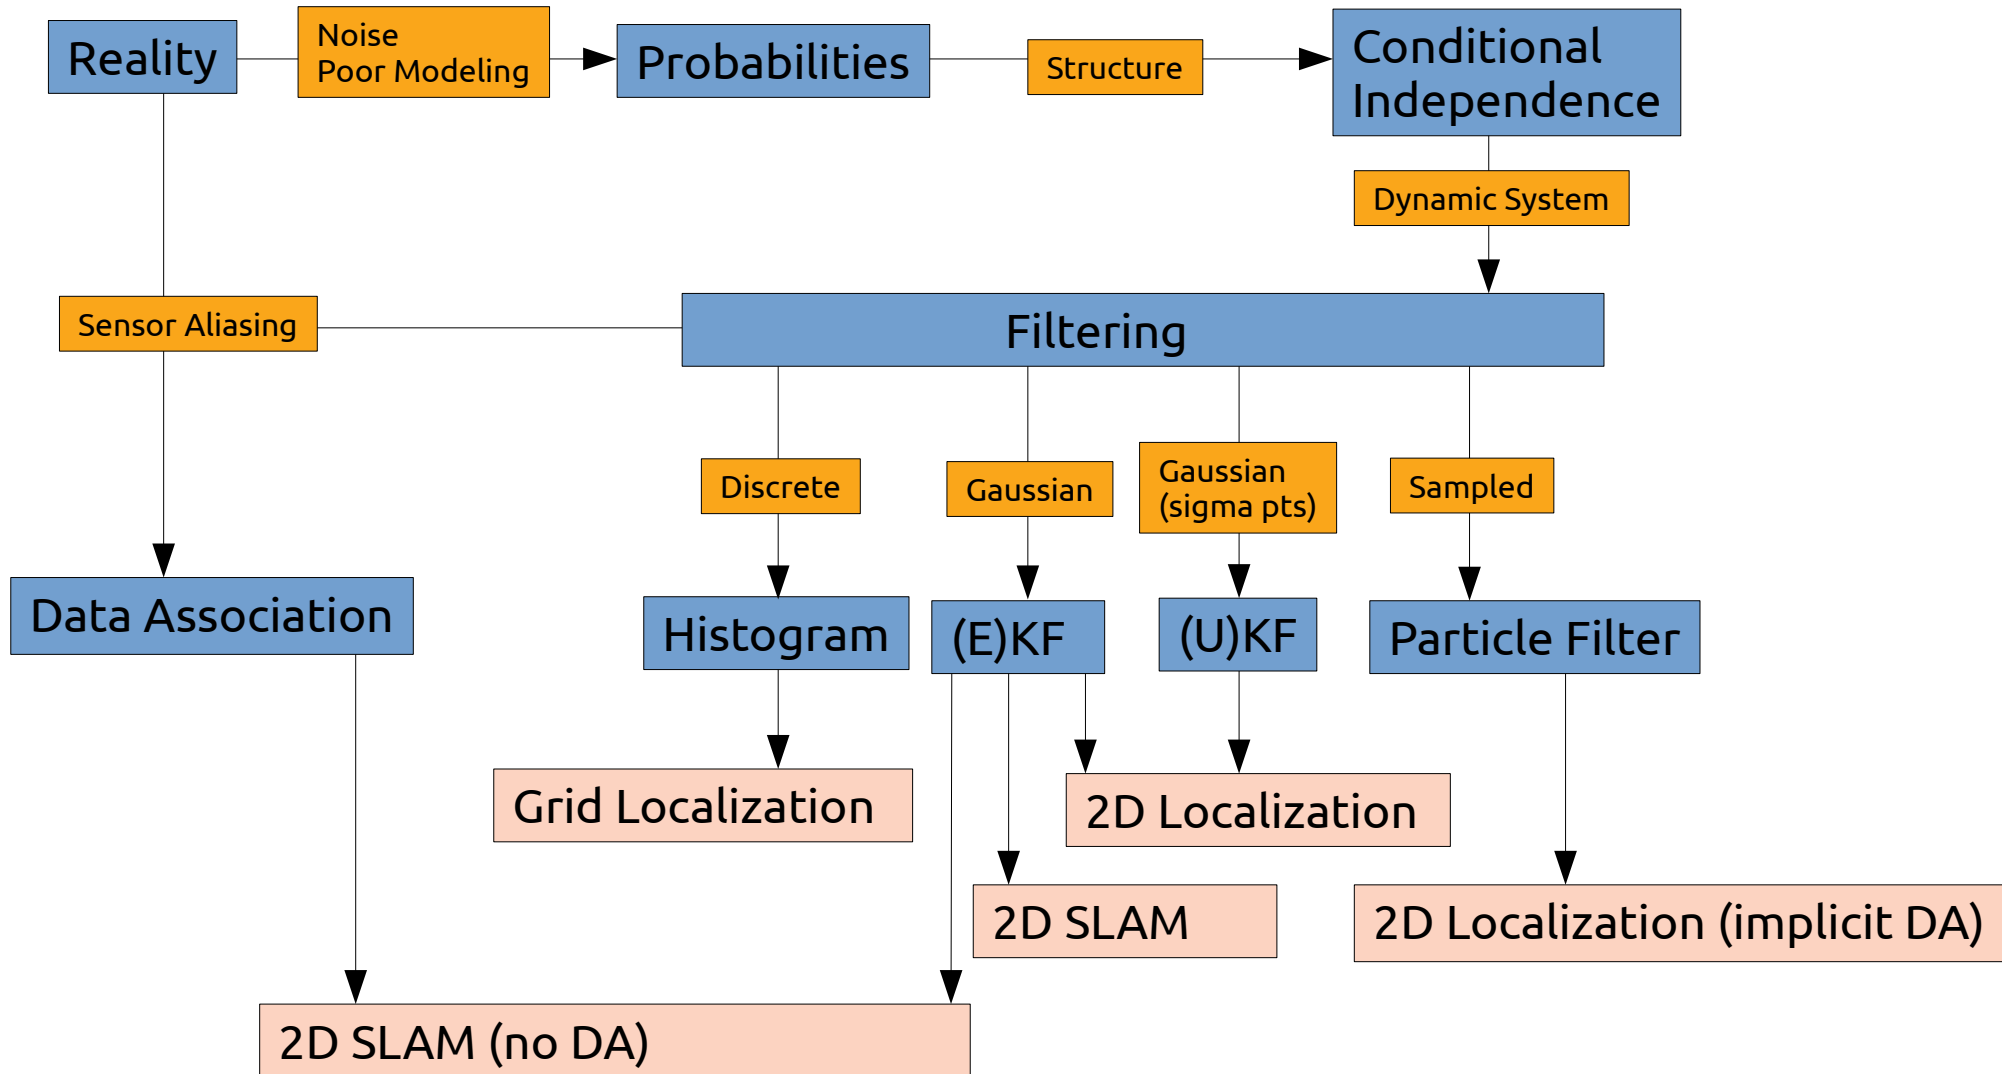 Reality
Noise
Poor Modeling
Probabilities
Structure
Conditional
Independence
Dynamic System
Sensor Aliasing
Filtering
Discrete
Gaussian
Gaussian
(sigma pts)
Sampled
Data Association
Histogram
(E)KF
(U)KF
Particle Filter
Grid Localization
2D Localization
2D SLAM
2D Localization (implicit DA)
2D SLAM (no DA)